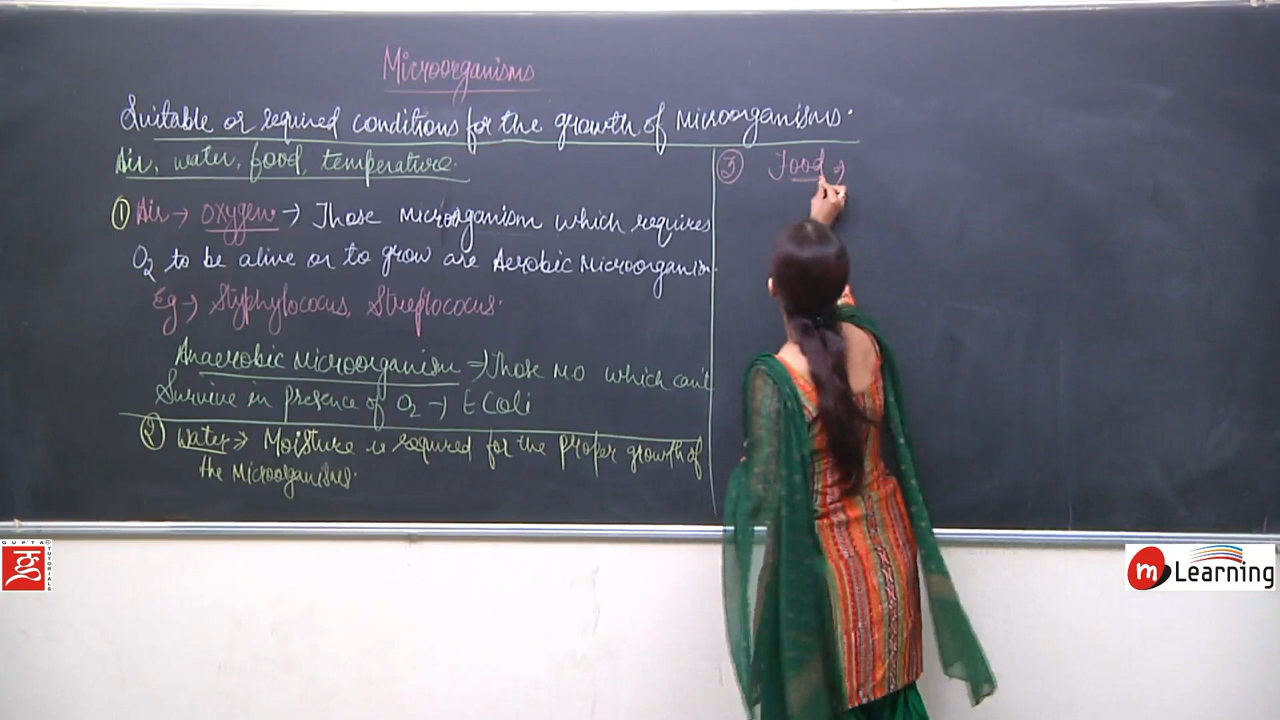 Microorganisms
Suitable or required conditions for the growth of Microorganisms.
Air, water, food, temperature.
① Air → Oxygen → Those microorganism which requires
O2 to be alive or to grow are Aerobic Microorganism.
Eg → Styphylococus, Streptococus.
Anaerobic Microorganism → Those M.O which can't
Survive in presence of O2 → E Coli
② Water → Moisture is required for the proper growth of
the Microorganisms.
③ Food →
GUPTA
TUTORIALS
m Learning